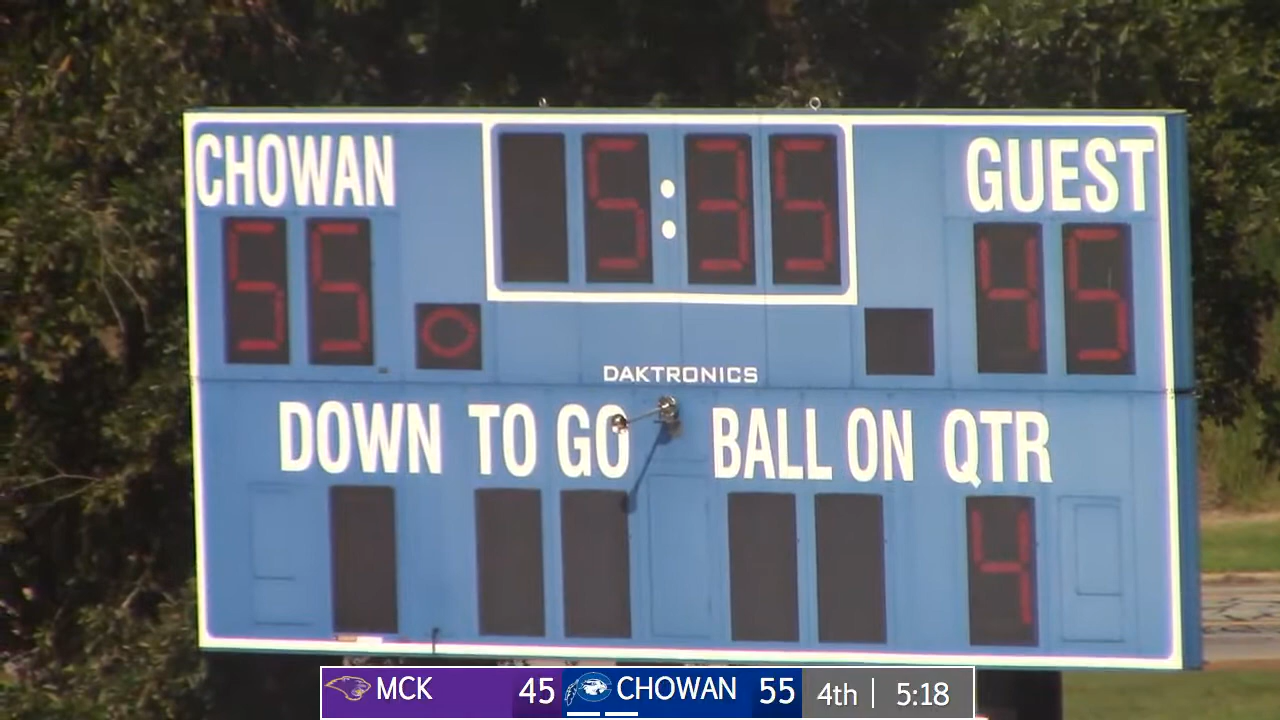 CHOWAN 5:35 GUEST
55 45
DAKTRONICS
DOWN TO GO BALL ON QTR
4
MCK 45 CHOWAN 55 4th | 5:18